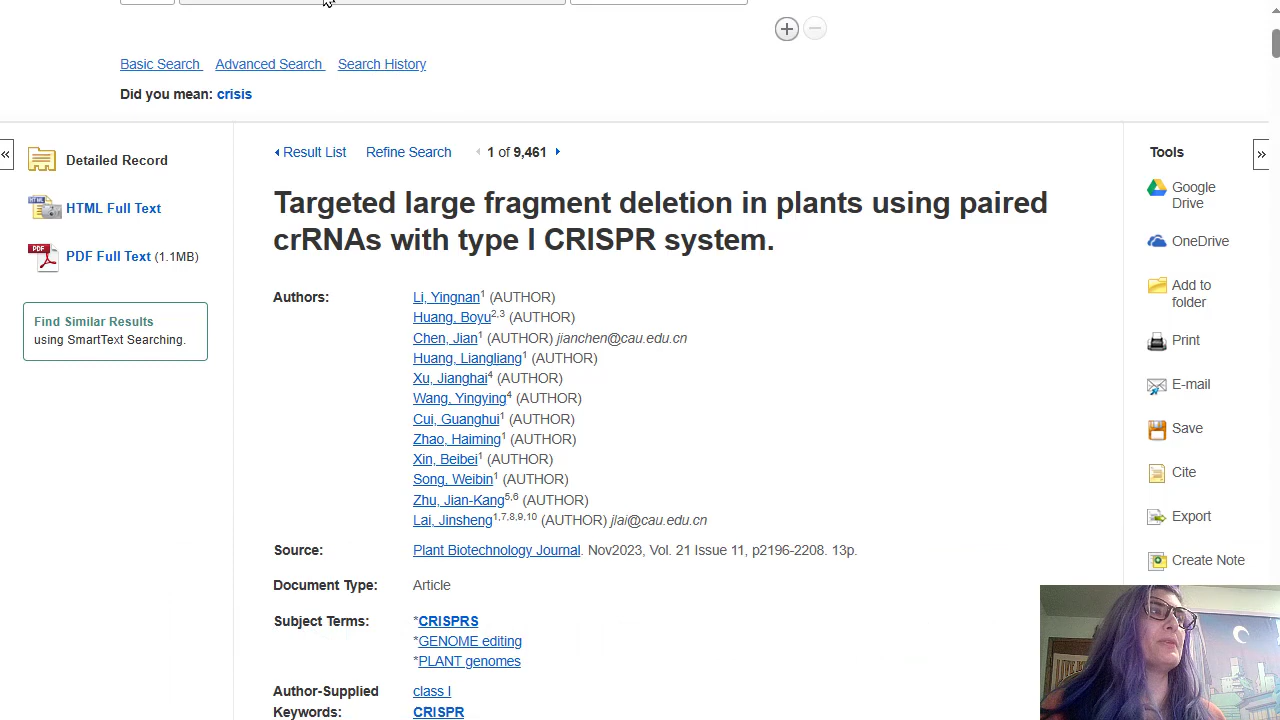 Basic Search Advanced Search Search History
Did you mean: crisis
Detailed Record
HTML Full Text
PDF Full Text (1.1MB)
Find Similar Results
using SmartText Searching.
Result List Refine Search 1 of 9,461
Targeted large fragment deletion in plants using paired
crRNAs with type I CRISPR system.
Authors:
Li, Yingnan1 (AUTHOR)
Huang, Boyu2,3 (AUTHOR)
Chen, Jian1 (AUTHOR) jianchen@cau.edu.cn
Huang, Liangliang1 (AUTHOR)
Xu, Jianghai4 (AUTHOR)
Wang, Yingying4 (AUTHOR)
Cui, Guanghui1 (AUTHOR)
Zhao, Haiming1 (AUTHOR)
Xin, Beibei1 (AUTHOR)
Song, Weibin1 (AUTHOR)
Zhu, Jian-Kang5,6 (AUTHOR)
Lai, Jinsheng1,7,8,9,10 (AUTHOR) jlai@cau.edu.cn
Source: Plant Biotechnology Journal. Nov2023, Vol. 21 Issue 11, p2196-2208. 13p.
Document Type: Article
Subject Terms: *CRISPRS
*GENOME editing
*PLANT genomes
Author-Supplied class I
Keywords: CRISPR
Tools
Google
Drive
OneDrive
Add to
folder
Print
E-mail
Save
Cite
Export
Create Note